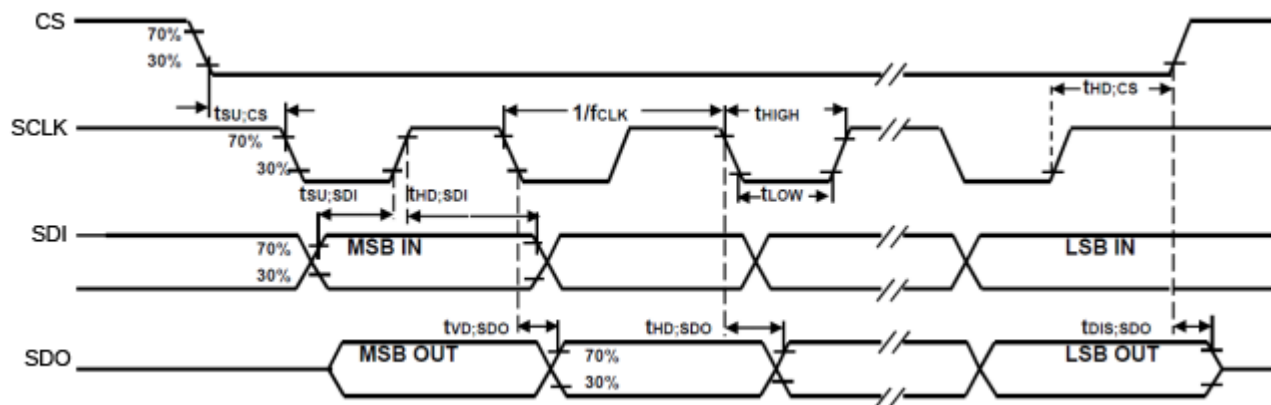 CS
70%
30%
tSU;CS
1/fCLK
tHIGH
tHD;CS
SCLK
70%
30%
tSU;SDI
tHD;SDI
tLOW
SDI
70%
30%
MSB IN
LSB IN
tVD;SDO
tHD;SDO
tDIS;SDO
SDO
MSB OUT
70%
30%
LSB OUT